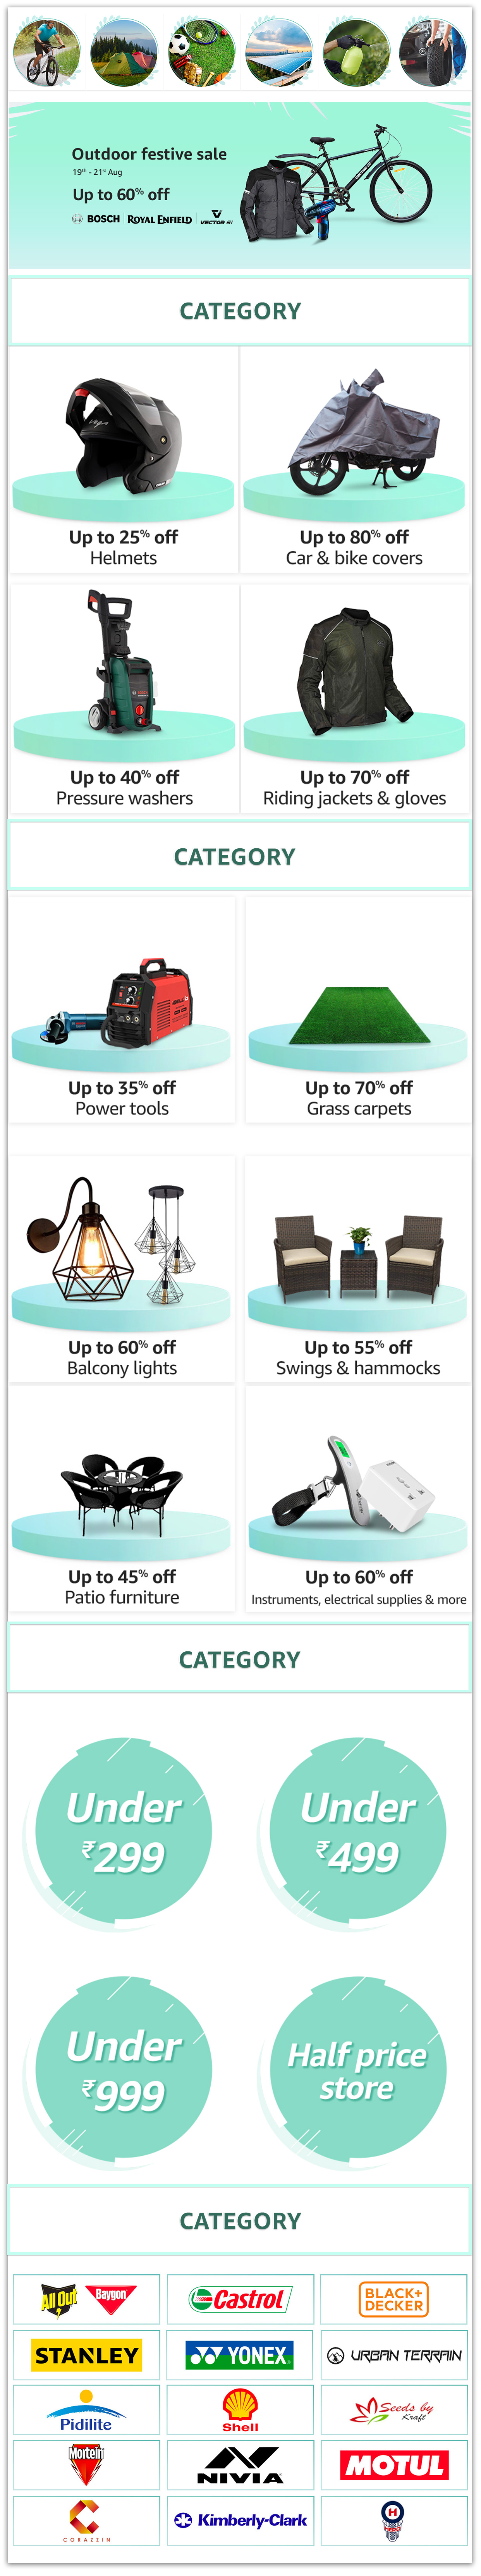 Outdoor festive sale
19th - 21st Aug
Up to 60% off
BOSCH ROYAL ENFIELD VECTOR 91
CATEGORY
Up to 25% off
Helmets
Up to 80% off
Car & bike covers
Up to 40% off
Pressure washers
Up to 70% off
Riding jackets & gloves
CATEGORY
Up to 35% off
Power tools
Up to 70% off
Grass carpets
Up to 60% off
Balcony lights
Up to 55% off
Swings & hammocks
Up to 45% off
Patio furniture
Up to 60% off
Instruments, electrical supplies & more
CATEGORY
Under
₹299
Under
₹499
Under
₹999
Half price
store
CATEGORY
All Out Baygon
Castrol
BLACK+
DECKER
STANLEY
YONEX
URBAN TERRAIN
Pidilite
Shell
Seeds by
Kraft
Mortein
NIVIA
MOTUL
CORAZZIN
Kimberly-Clark
H
HERO